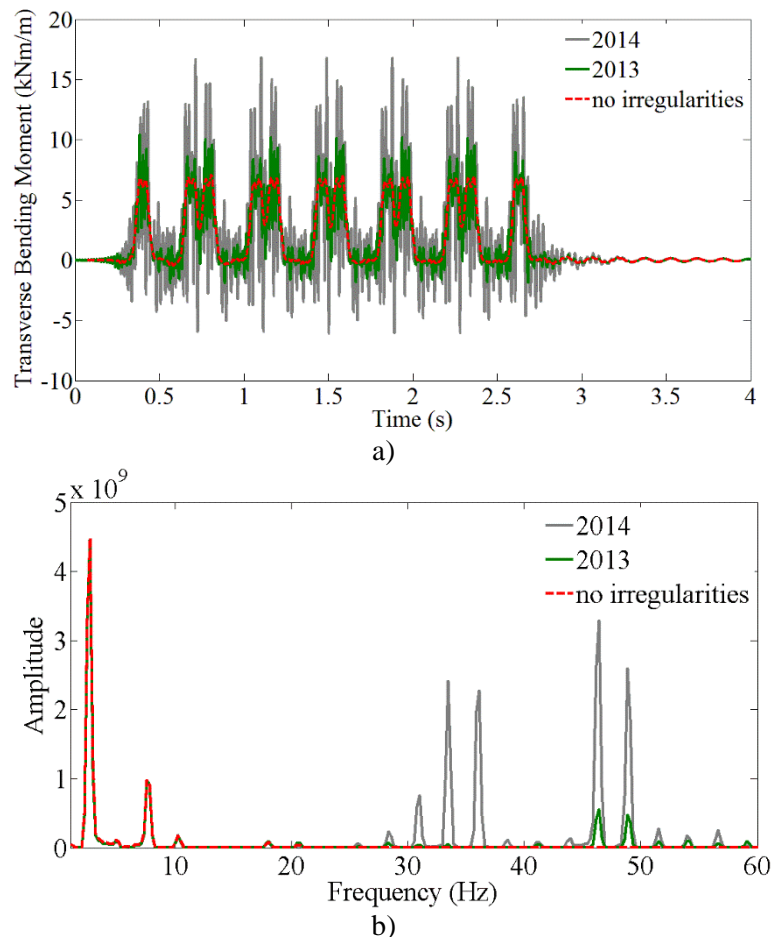 20
15
10
5
0
-5
-10
Transverse Bending Moment (kNm/m)
2014
2013
no irregularities
0 0.5 1 1.5 2 2.5 3 3.5 4
Time (s)
a)
x 10^9
5
4
3
2
1
0
Amplitude
2014
2013
no irregularities
10 20 30 40 50 60
Frequency (Hz)
b)